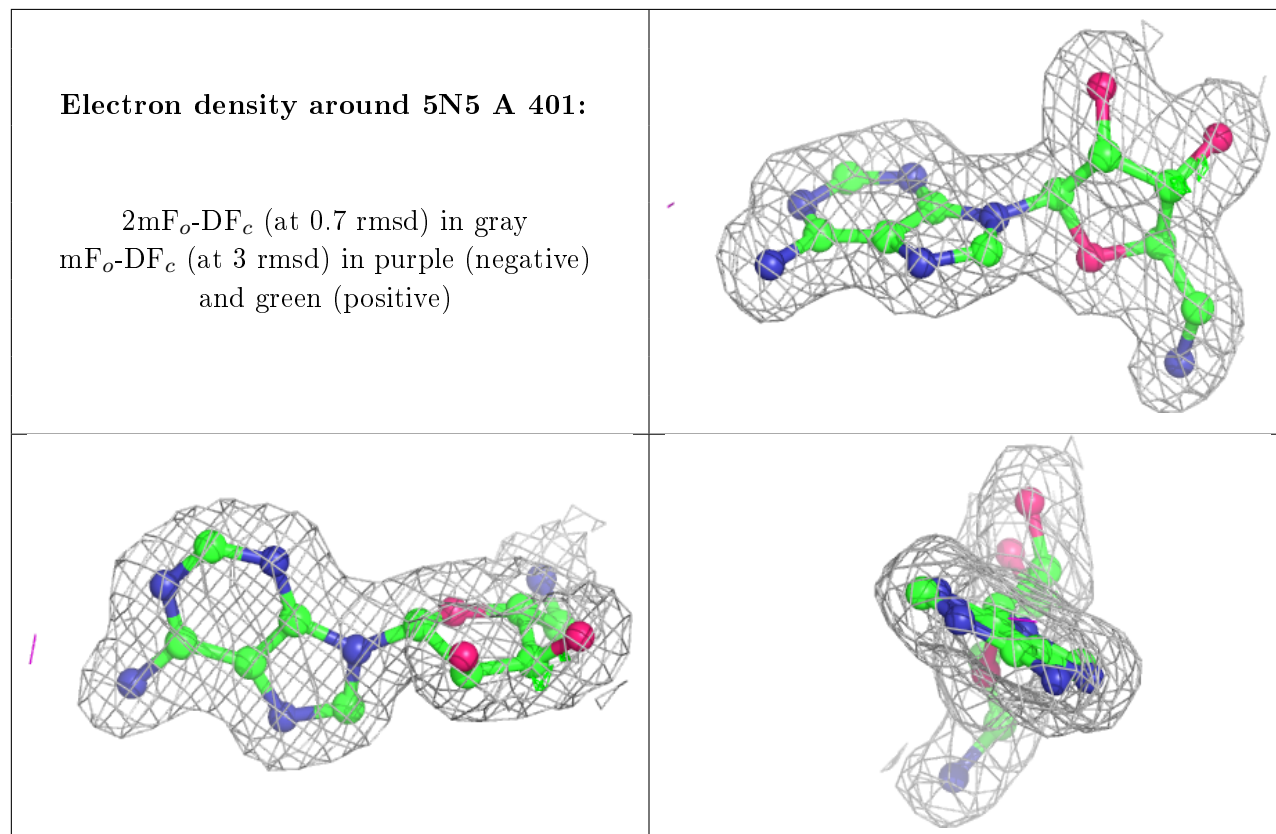 Electron density around 5N5 A 401:
2mFₒ-DF𝒸 (at 0.7 rmsd) in gray
mFₒ-DF𝒸 (at 3 rmsd) in purple (negative)
and green (positive)